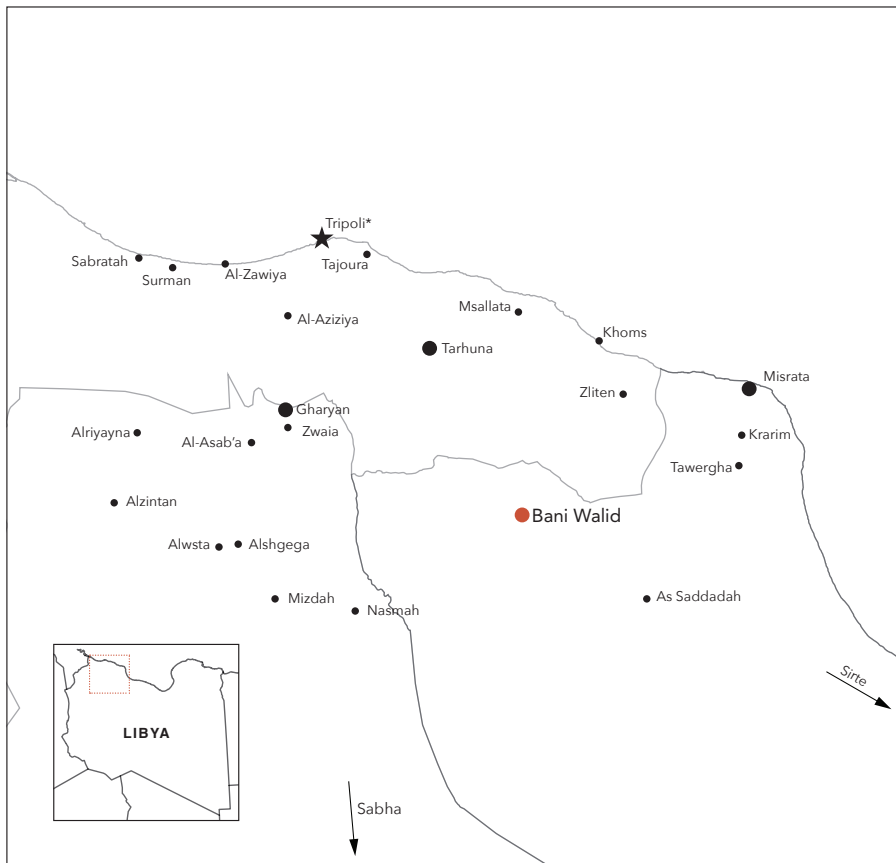 Tripoli*
Sabratah
Surman
Al-Zawiya
Tajoura
Al-Aziziya
Msallata
Khoms
Tarhuna
Misrata
Zliten
Gharyan
Alriyayna
Al-Asab'a
Zwaia
Krarim
Tawergha
Alzintan
Bani Walid
Alwsta
Alshgega
Mizdah
Nasmah
As Saddadah
Sirte
LIBYA
Sabha